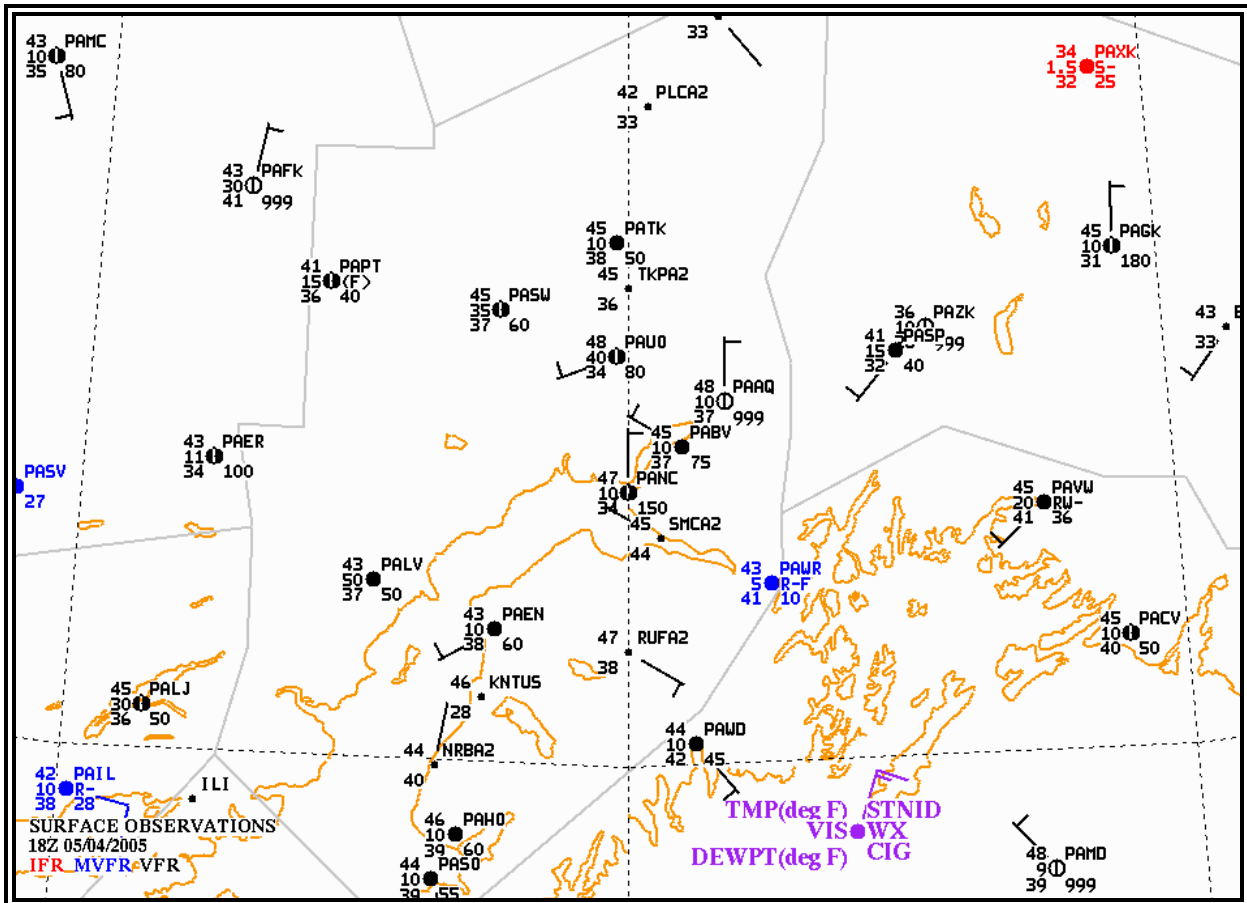 33
43 PAMC
10
35 80
34 PAXK
1.5 S-
32 25
42 PLCA2
33
43 PAFK
30
41 999
45 PATK
10
38 50
45 PAGK
10
31 180
41 PAPT
15 (F)
36 40
45 TKPA2
36
45 PASW
35
37 60
36 PAZK
41 PASP
15
32 40
43
33
48 PAUO
40
34 80
48 PAAQ
10
37 999
45 PABV
10
37 75
43 PAER
11
34 100
PASV
27
47 PANC
10
34 150
45 PAVW
20 RW-
41 36
45 SMCA2
44
43 PALV
50
37 50
43 PAWR
5 R-F
41 10
43 PAEN
10
38 60
45 PACV
10
40 50
47 RUFA2
38
46 KNTUS
28
45 PALJ
30
36 50
44 PAWD
10
42 45
44 NRBA2
40
42 PAIL
10 R-
38 28
ILI
TMP(deg F) STNID
VIS WX
DEWPT(deg F) CIG
46 PAHO
10
39 60
44 PASO
10
39 55
48 PAMD
9
39 999
SURFACE OBSERVATIONS
18Z 05/04/2005
IFR MVFR VFR